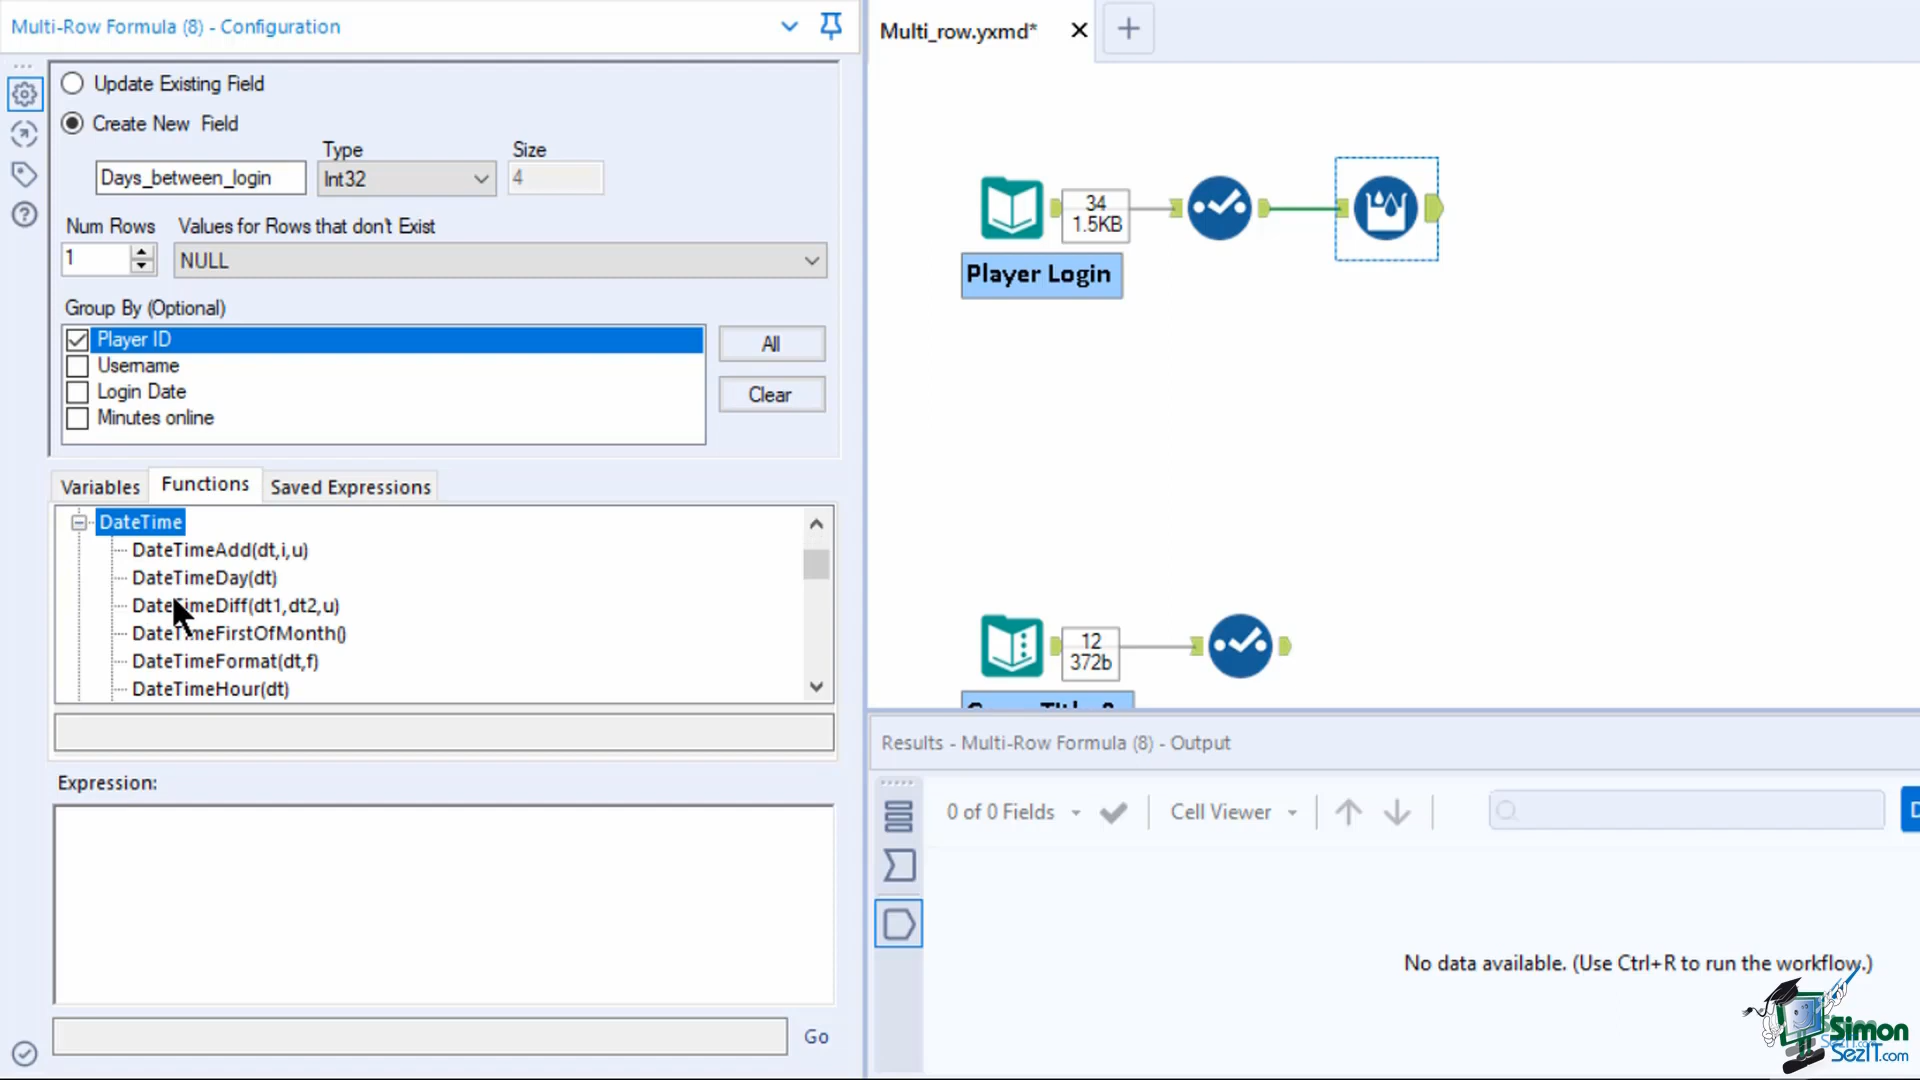 Multi-Row Formula (8) - Configuration
Update Existing Field
Create New Field
Type
Size
Days_between_login
Int32
4
Num Rows
Values for Rows that don't Exist
1
NULL
Group By (Optional)
Player ID
Username
Login Date
Minutes online
All
Clear
Variables
Functions
Saved Expressions
DateTime
DateTimeAdd(dt,i,u)
DateTimeDay(dt)
DateTimeDiff(dt1,dt2,u)
DateTimeFirstOfMonth()
DateTimeFormat(dt,f)
DateTimeHour(dt)
Expression:
Go
Multi_row.yxmd*
34
1.5KB
Player Login
12
372b
Results - Multi-Row Formula (8) - Output
0 of 0 Fields
Cell Viewer
No data available. (Use Ctrl+R to run the workflow.)
Simon
SezIT.com